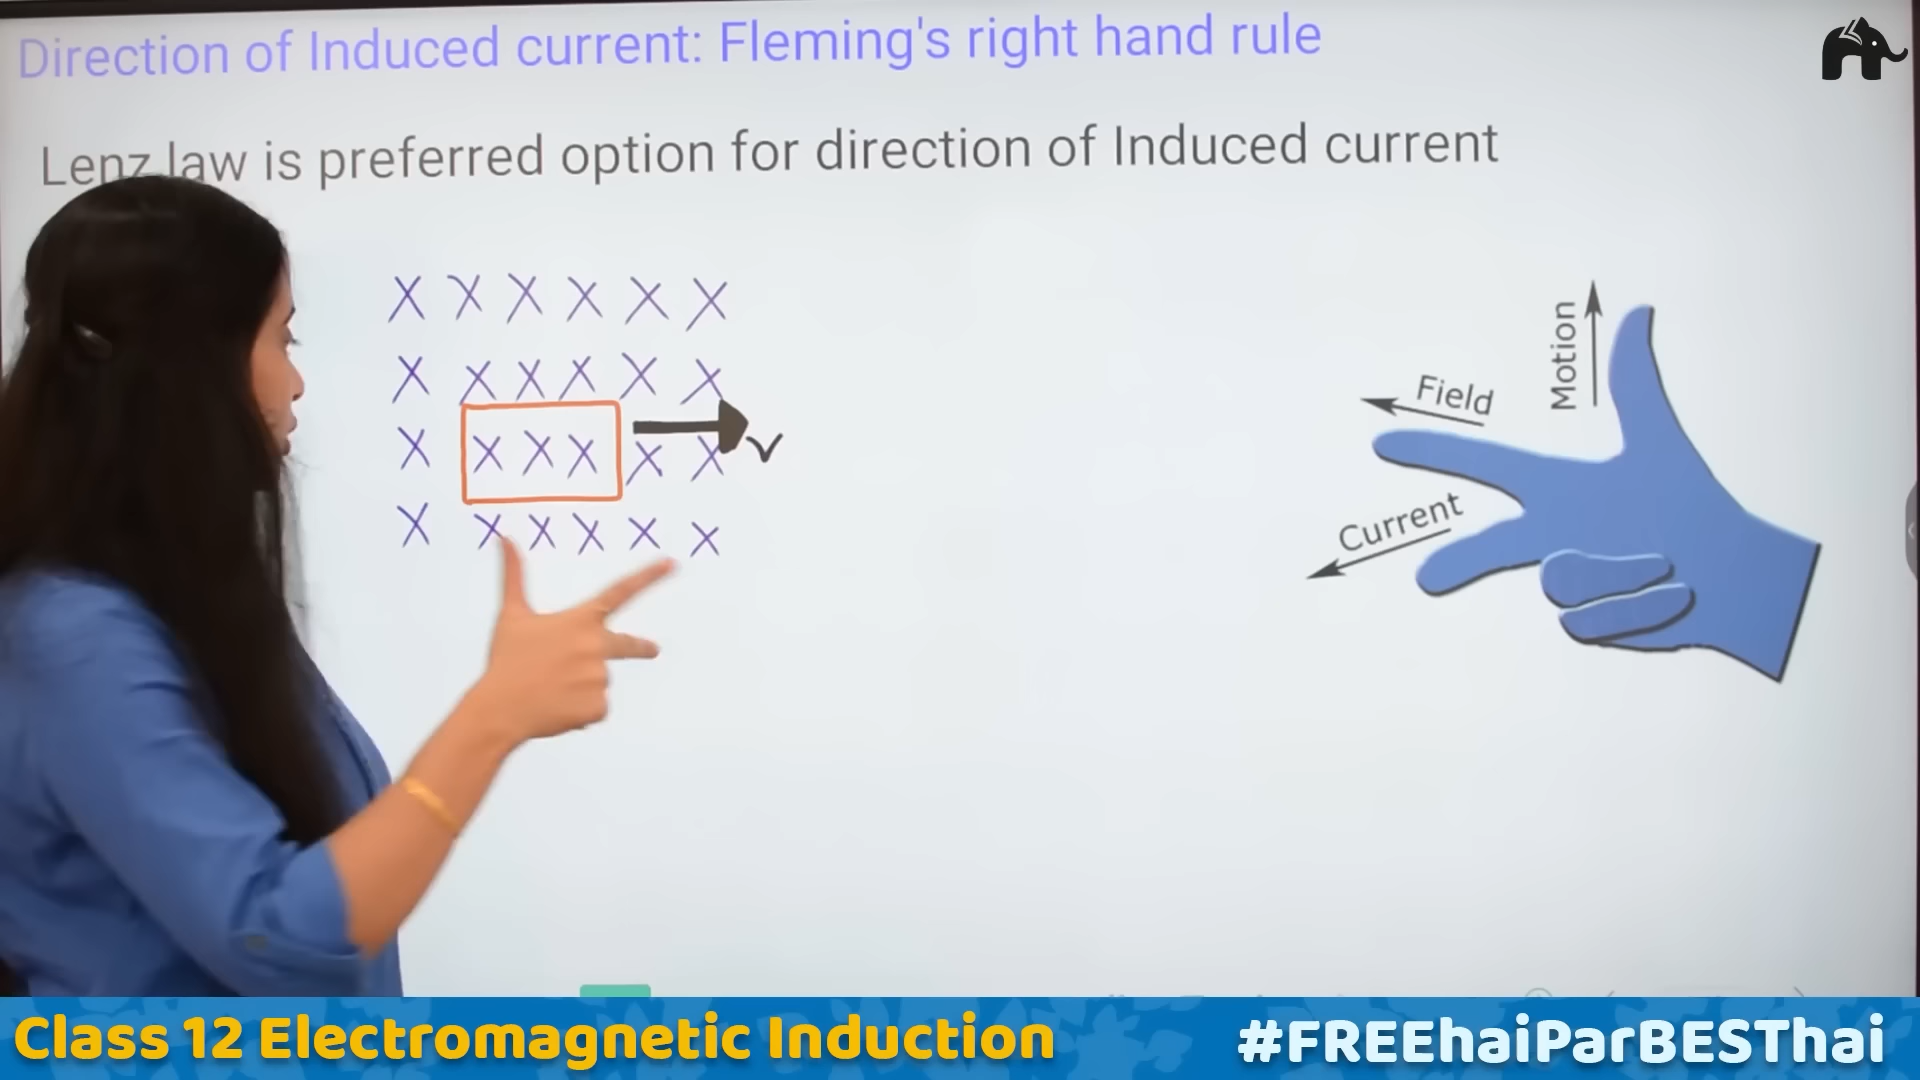 Direction of Induced current: Fleming's right hand rule
Lenz law is preferred option for direction of Induced current
X X X X X X
X X X X X X
X X X X X X V
X X X X X X
Motion
Field
Current
Class 12 Electromagnetic Induction
#FREEhaiParBESThai